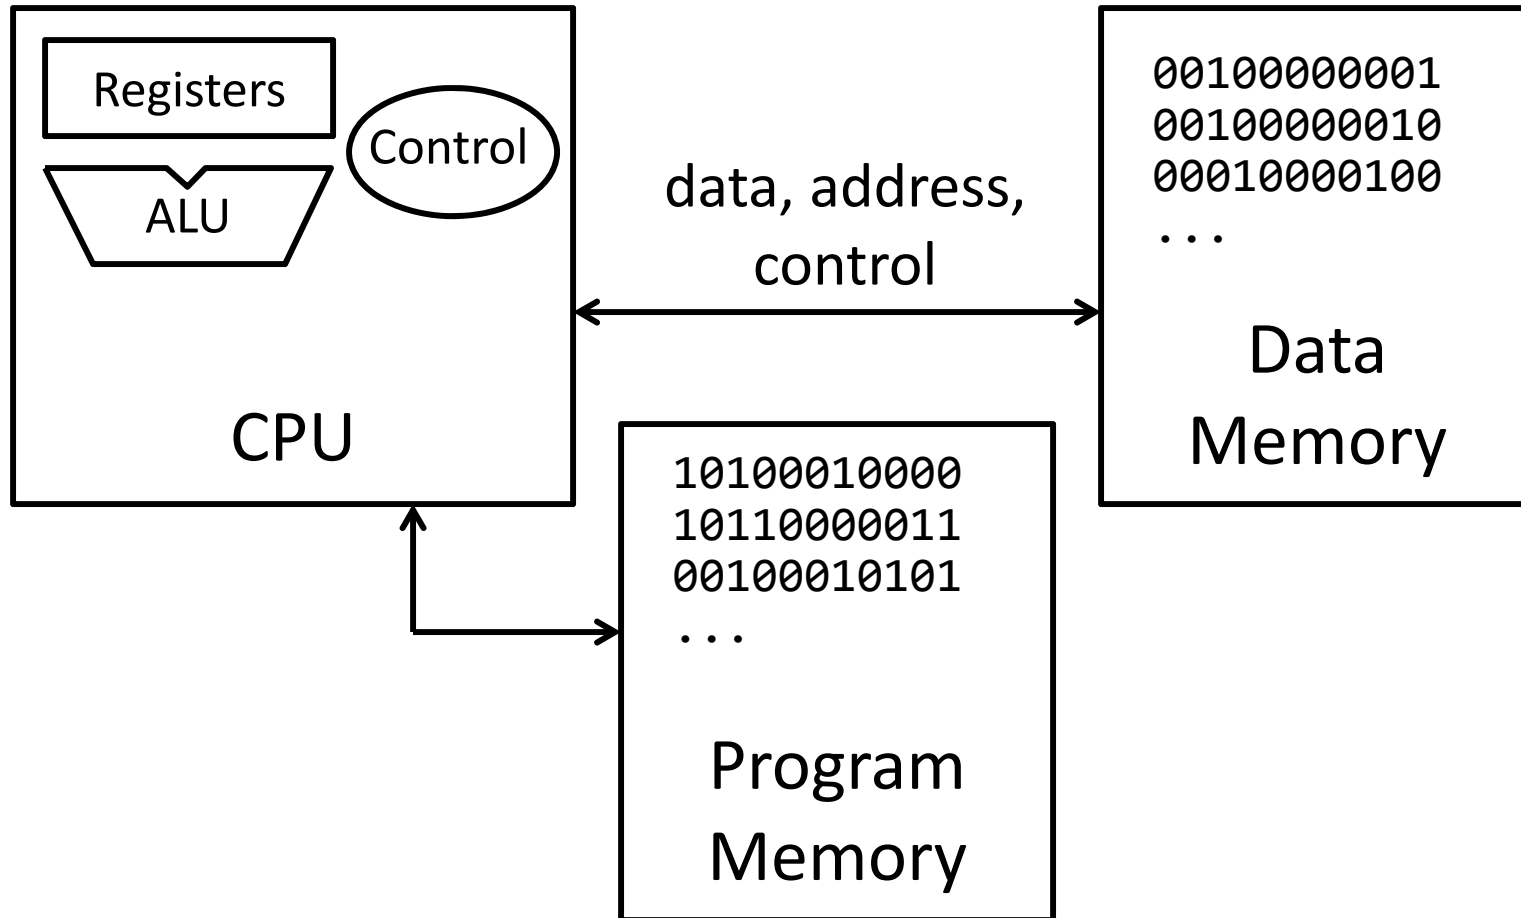 Registers
Control
ALU
CPU
data, address,
control
00100000001
00100000010
00010000100
...
Data
Memory
10100010000
10110000011
00100010101
...
Program
Memory